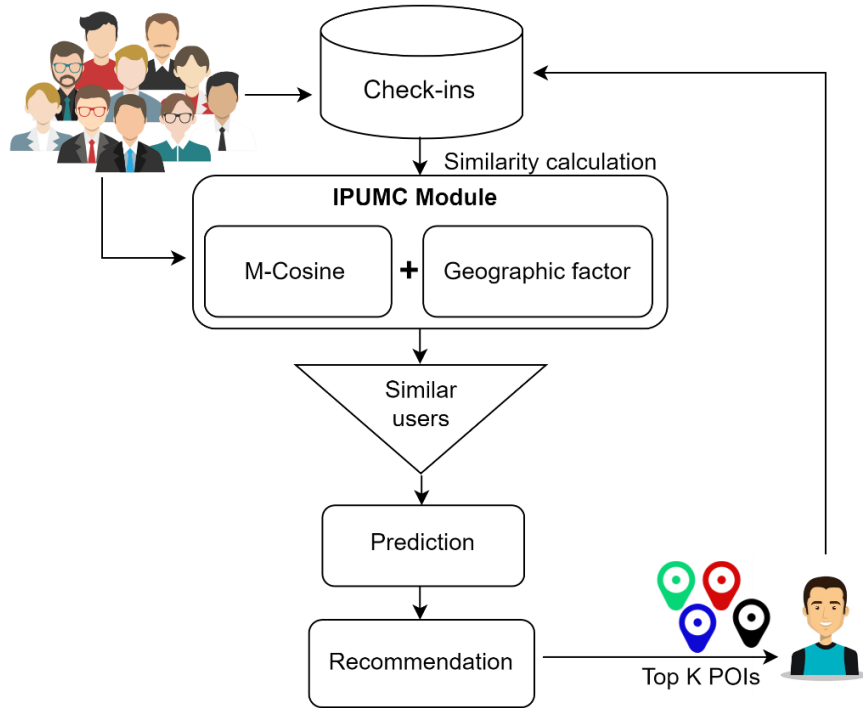 Check-ins
Similarity calculation
IPUMC Module
M-Cosine
+
Geographic factor
Similar
users
Prediction
Recommendation
Top K POIs